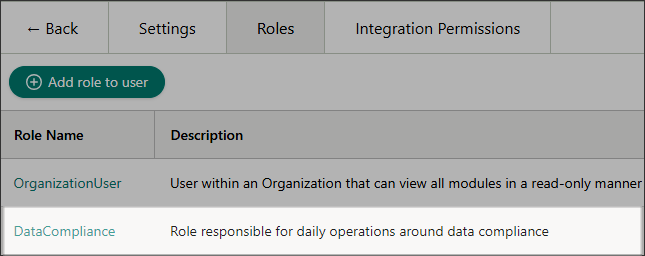 ← Back Settings Roles Integration Permissions
Add role to user
Role Name Description
OrganizationUser User within an Organization that can view all modules in a read-only manner
DataCompliance Role responsible for daily operations around data compliance